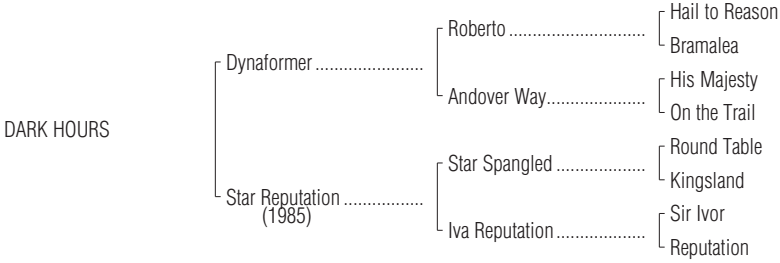 Hail to Reason
Roberto .............................
Bramalea
Dynaformer .......................
His Majesty
Andover Way.....................
On the Trail
DARK HOURS
Round Table
Star Spangled ...................
Kingsland
Star Reputation .................
(1985)
Sir Ivor
Iva Reputation ...................
Reputation